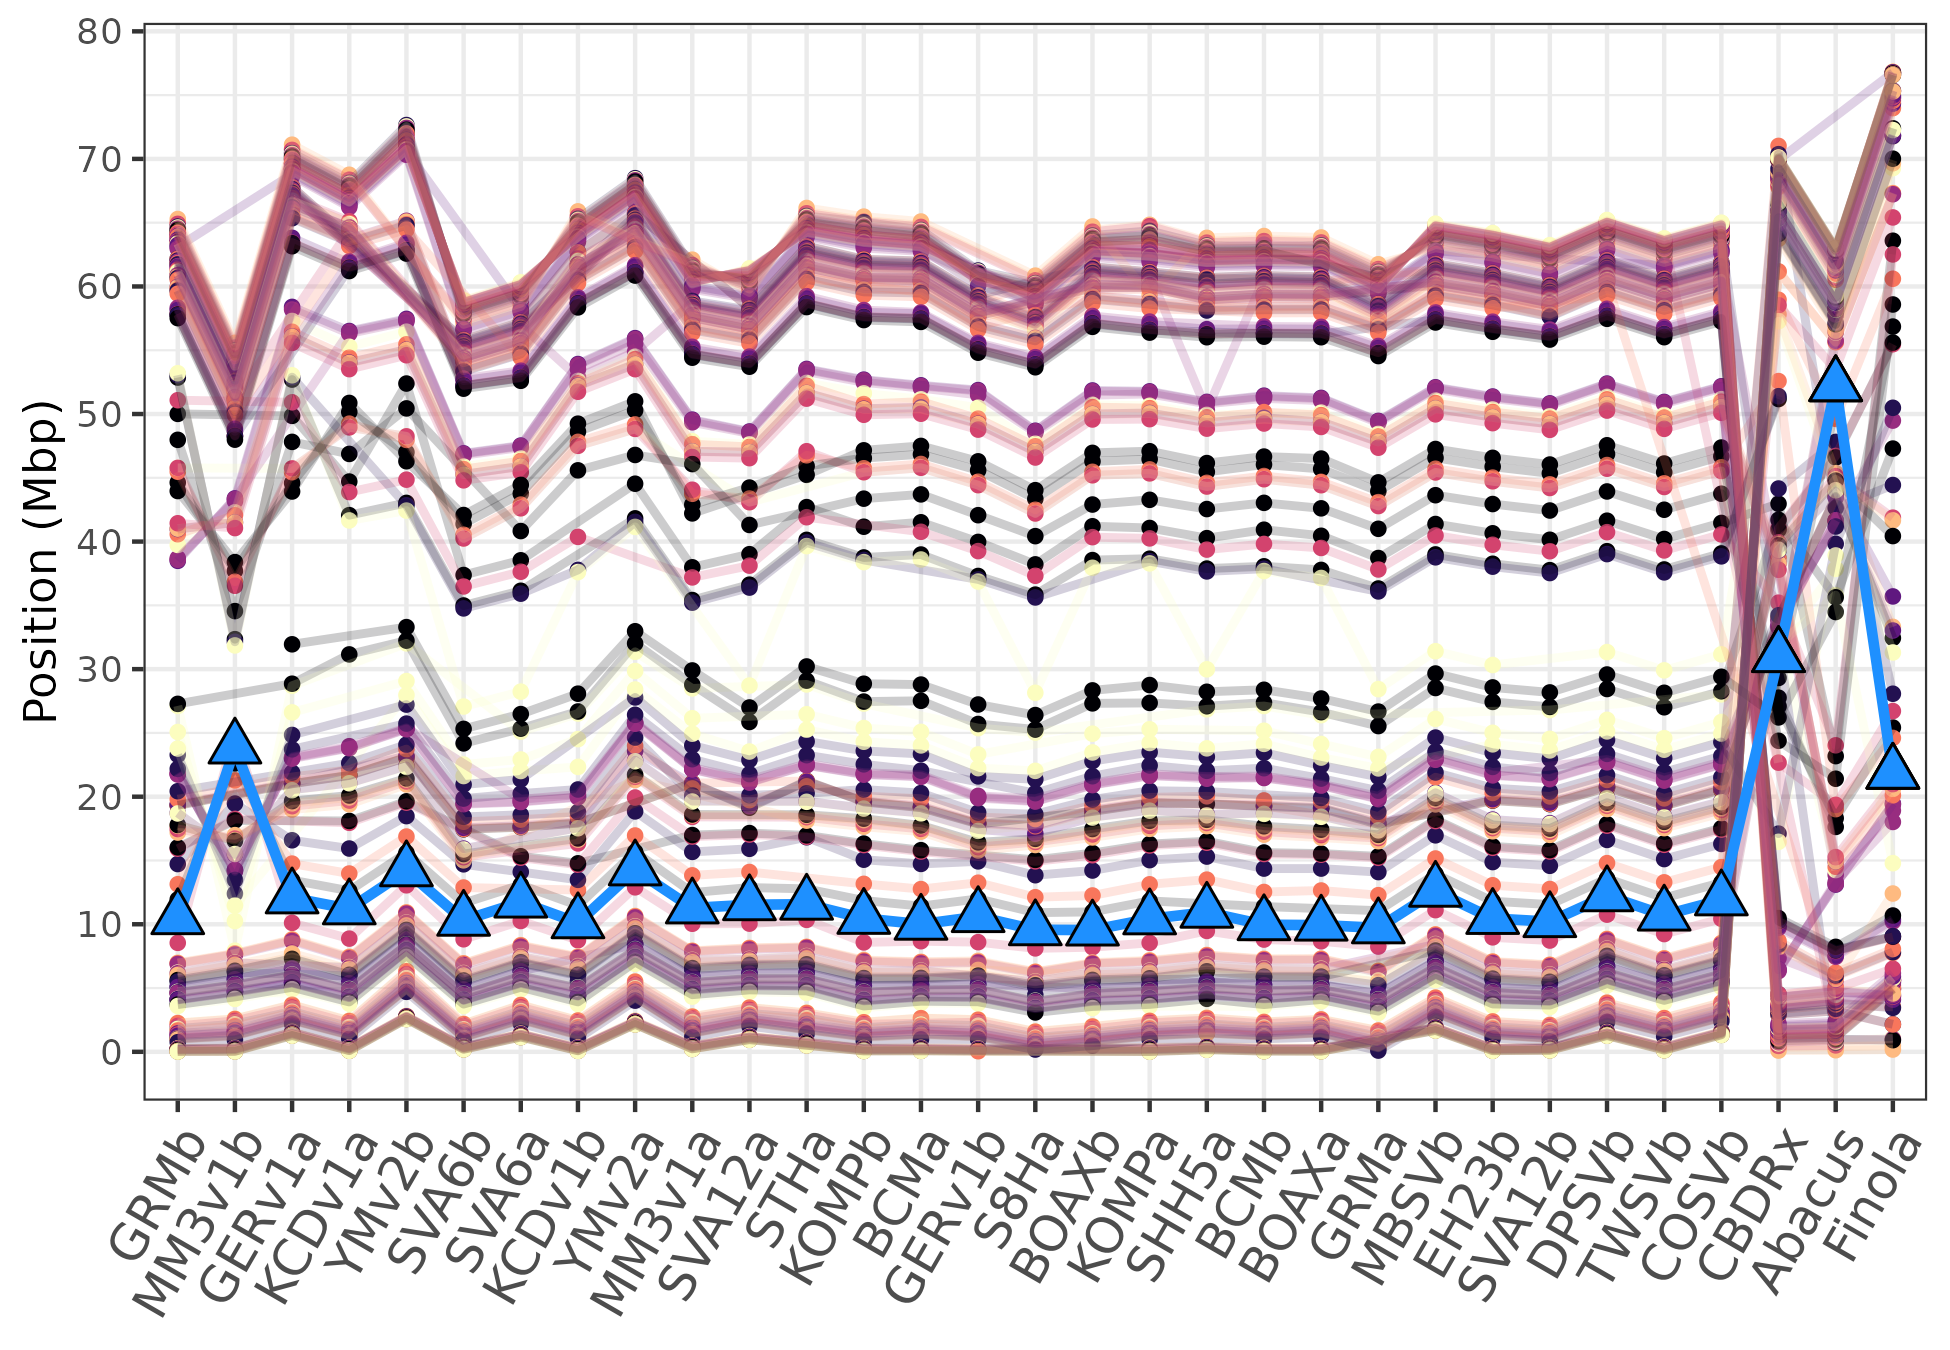 80
70
60
50
40
30
20
10
0
Position (Mbp)
GRMb
MM3v1b
GERv1a
KCDv1a
YMv2b
SVA6b
SVA6a
KCDv1b
YMv2a
MM3v1a
SVA12a
STHa
KOMPb
BCMa
GERv1b
S8Ha
BOAXb
KOMPa
SHH5a
BCMb
BOAXa
GRMa
MBSVb
EH23b
SVA12b
DPSVb
TWSVb
COSVb
CBDRx
Abacus
Finola